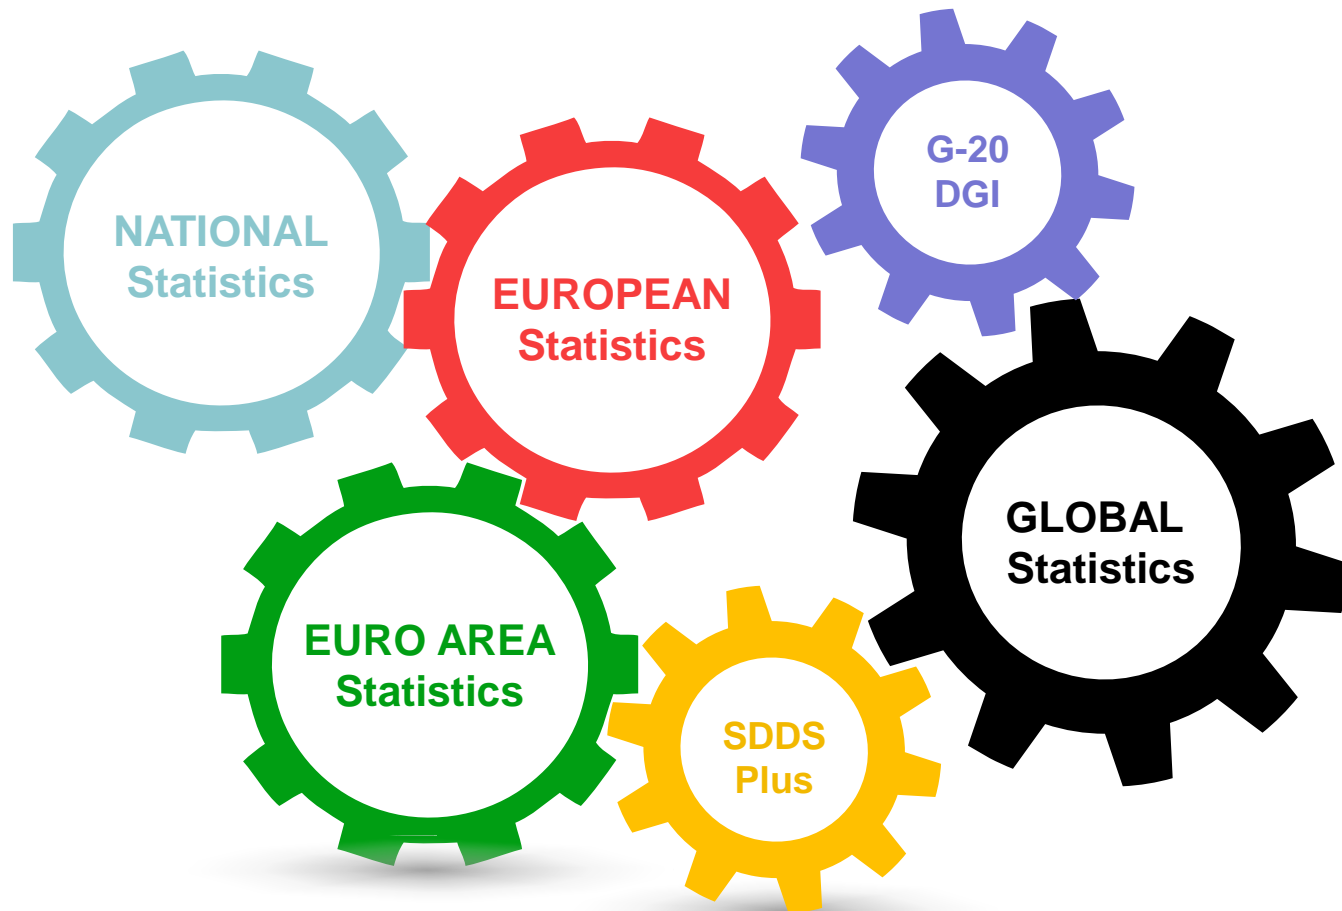 NATIONAL
Statistics
EUROPEAN
Statistics
G-20
DGI
GLOBAL
Statistics
EURO AREA
Statistics
SDDS
Plus